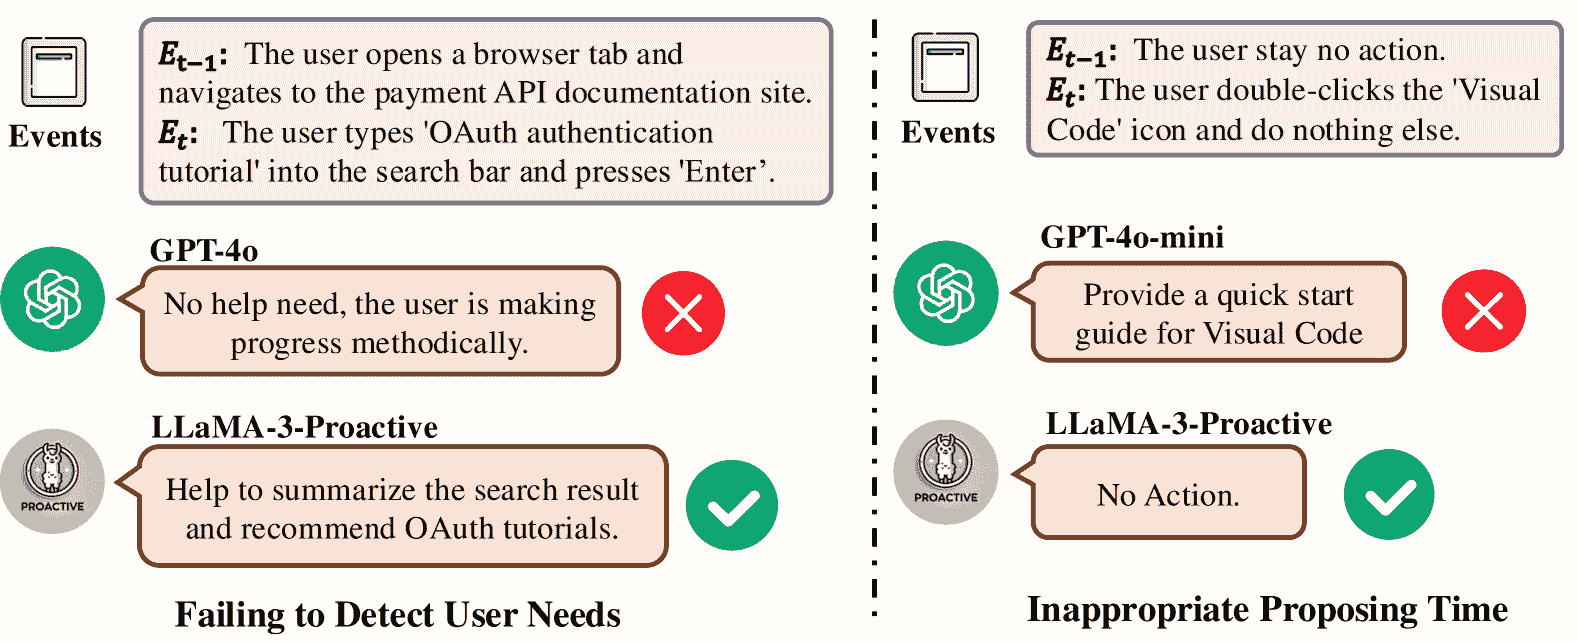 E_{t-1}: The user opens a browser tab and
navigates to the payment API documentation site.
E_t: The user types 'OAuth authentication
tutorial' into the search bar and presses 'Enter’.
Events
GPT-4o
No help need, the user is making
progress methodically.
LLaMA-3-Proactive
PROACTIVE
Help to summarize the search result
and recommend OAuth tutorials.
Failing to Detect User Needs
E_{t-1}: The user stay no action.
E_t: The user double-clicks the 'Visual
Code' icon and do nothing else.
Events
GPT-4o-mini
Provide a quick start
guide for Visual Code
LLaMA-3-Proactive
PROACTIVE
No Action.
Inappropriate Proposing Time